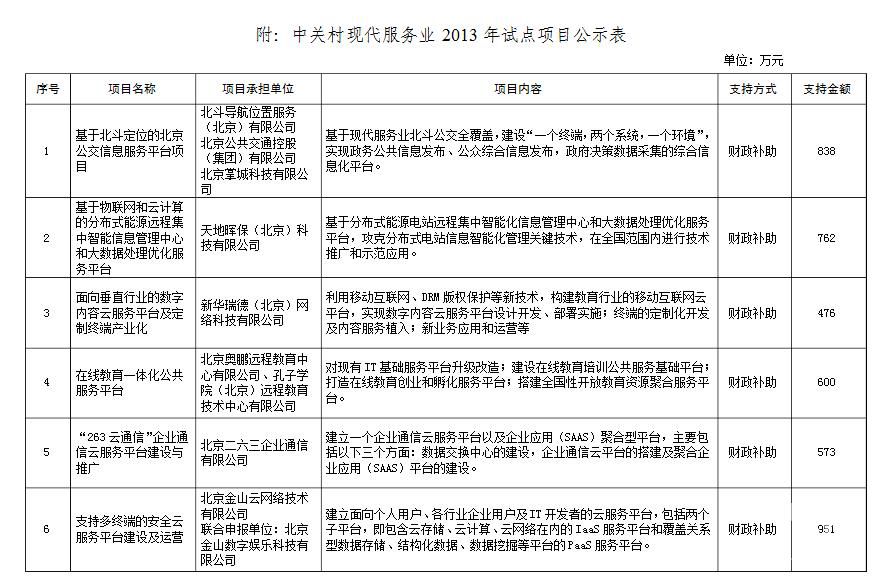 附：中关村现代服务业 2013 年试点项目公示表
单位：万元
序号
项目名称
项目承担单位
项目内容
支持方式
支持金额
1
基于北斗定位的北京
公交信息服务平台项
目
北斗导航位置服务
（北京）有限公司
北京公共交通控股
（集团）有限公司
北京掌城科技有限公
司
基于现代服务业北斗公交全覆盖，建设“一个终端，两个系统，一个环境”，
实现政务公共信息发布、公众综合信息发布，政府决策数据采集的综合信
息化平台。
财政补助
838
2
基于物联网和云计算
的分布式能源远程集
中智能信息管理中心
和大数据处理优化服
务平台
天地晖保（北京）科
技有限公司
基于分布式能源电站远程集中智能化信息管理中心和大数据处理优化服务
平台，攻克分布式电站信息智能化管理关键技术，在全国范围内进行技术
推广和示范应用。
财政补助
762
3
面向垂直行业的数字
内容云服务平台及定
制终端产业化
新华瑞德（北京）网
络科技有限公司
利用移动互联网、DRM 版权保护等新技术，构建教育行业的移动互联网云
平台，实现数字内容云服务平台设计开发、部署实施；终端的定制化开发
及内容服务植入；新业务应用和运营等
财政补助
476
4
在线教育一体化公共
服务平台
北京奥鹏远程教育中
心有限公司、孔子学
院（北京）远程教育
技术中心有限公司
对现有 IT 基础服务平台升级改造；建设在线教育培训公共服务基础平台；
打造在线教育创业和孵化服务平台；搭建全国性开放教育资源聚合服务平
台。
财政补助
600
5
“263 云通信”企业通
信云服务平台建设与
推广
北京二六三企业通信
有限公司
建立一个企业通信云服务平台以及企业应用（SAAS）聚合型平台，主要包
括以下三个方面：数据交换中心的建设，企业通信云平台的搭建及聚合企
业应用（SAAS）平台的建设。
财政补助
573
6
支持多终端的安全云
服务平台建设及运营
北京金山云网络技术
有限公司
联合申报单位：北京
金山数字娱乐科技有
限公司
建立面向个人用户、各行业企业用户及 IT 开发者的云服务平台，包括两个
子平台，即包含云存储、云计算、云网络在内的 IaaS 服务平台和覆盖关系
型数据存储、结构化数据、数据挖掘等平台的 PaaS 服务平台。
财政补助
951